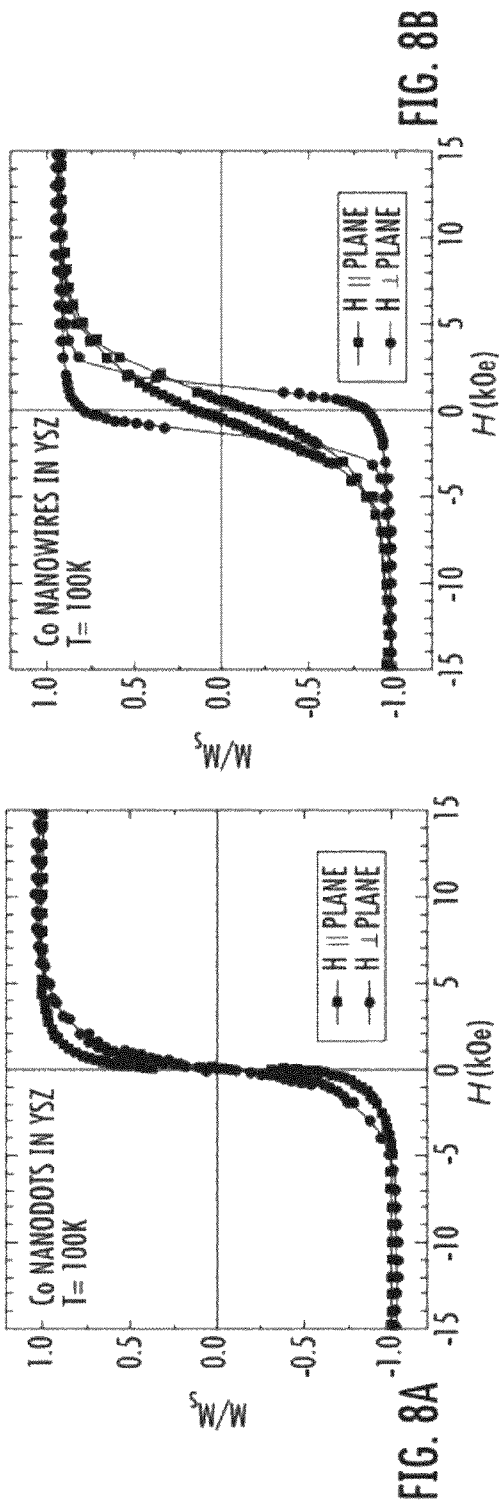 Co NANODOTS IN YSZ
T= 100K
1.0
0.5
0.0
-0.5
-1.0
M/Ms
H || PLANE
H ⊥ PLANE
-15
-10
-5
0
5
10
15
H (kOe)
FIG. 8A
Co NANOWIRES IN YSZ
T= 100K
1.0
0.5
0.0
-0.5
-1.0
M/Ms
H || PLANE
H ⊥ PLANE
-15
-10
-5
0
5
10
15
H (kOe)
FIG. 8B